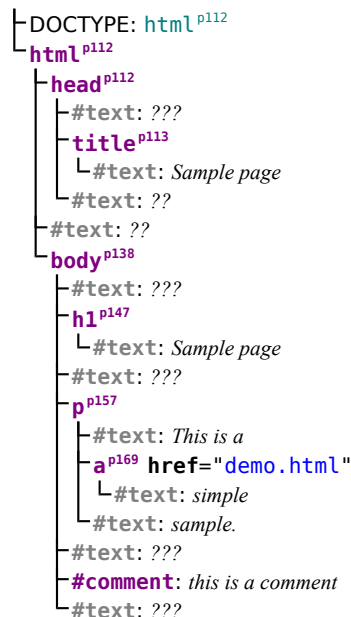 DOCTYPE: html p112
html p112
head p112
#text: ???
title p113
#text: Sample page
#text: ??
#text: ??
body p138
#text: ???
h1 p147
#text: Sample page
#text: ???
p p157
#text: This is a
a p169 href="demo.html"
#text: simple
#text: sample.
#text: ???
#comment: this is a comment
#text: ???